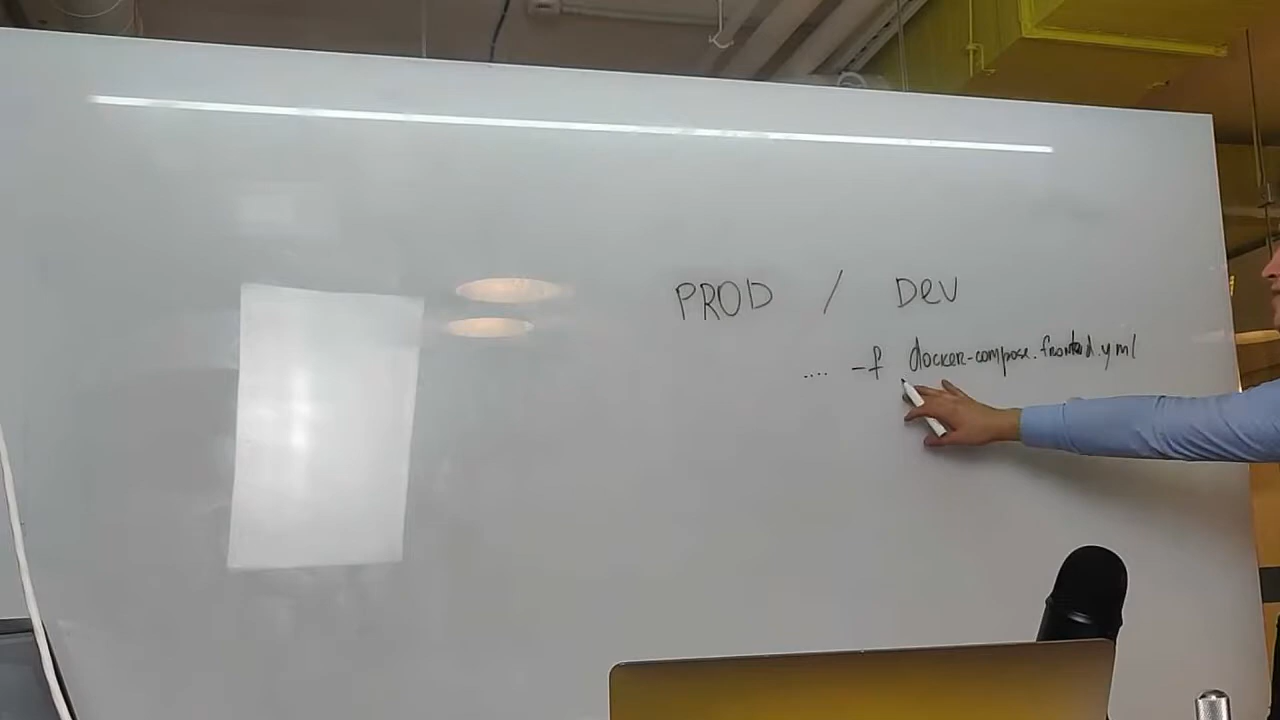 PROD / Dev
.... -f docker-compose.frontend.yml